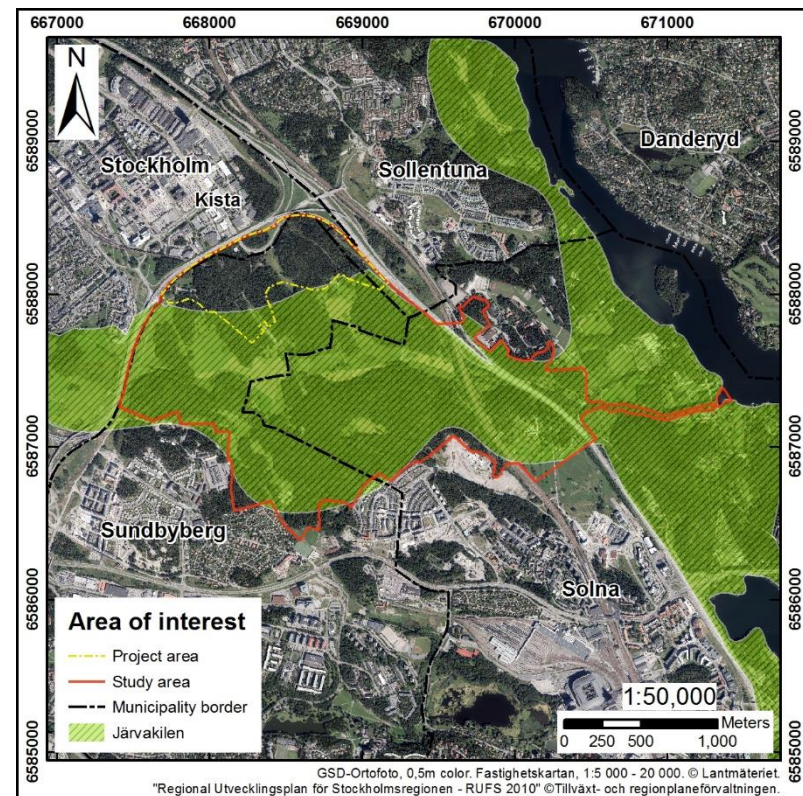 667000 668000 669000 670000 671000
N
6589000 6589000
Danderyd
Stockholm
Sollentuna
Kista
6588000 6588000
6587000 6587000
Sundbyberg
6586000 6586000
Solna
Area of interest
Project area
Study area
Municipality border
Järvakilen
1:50,000
Meters
0 250 500 1,000
6585000 6585000
GSD-Ortofoto, 0,5m color. Fastighetskartan, 1:5 000 - 20 000. © Lantmäteriet.
"Regional Utvecklingsplan för Stockholmsregionen - RUFS 2010" ©Tillväxt- och regionplaneförvaltningen.